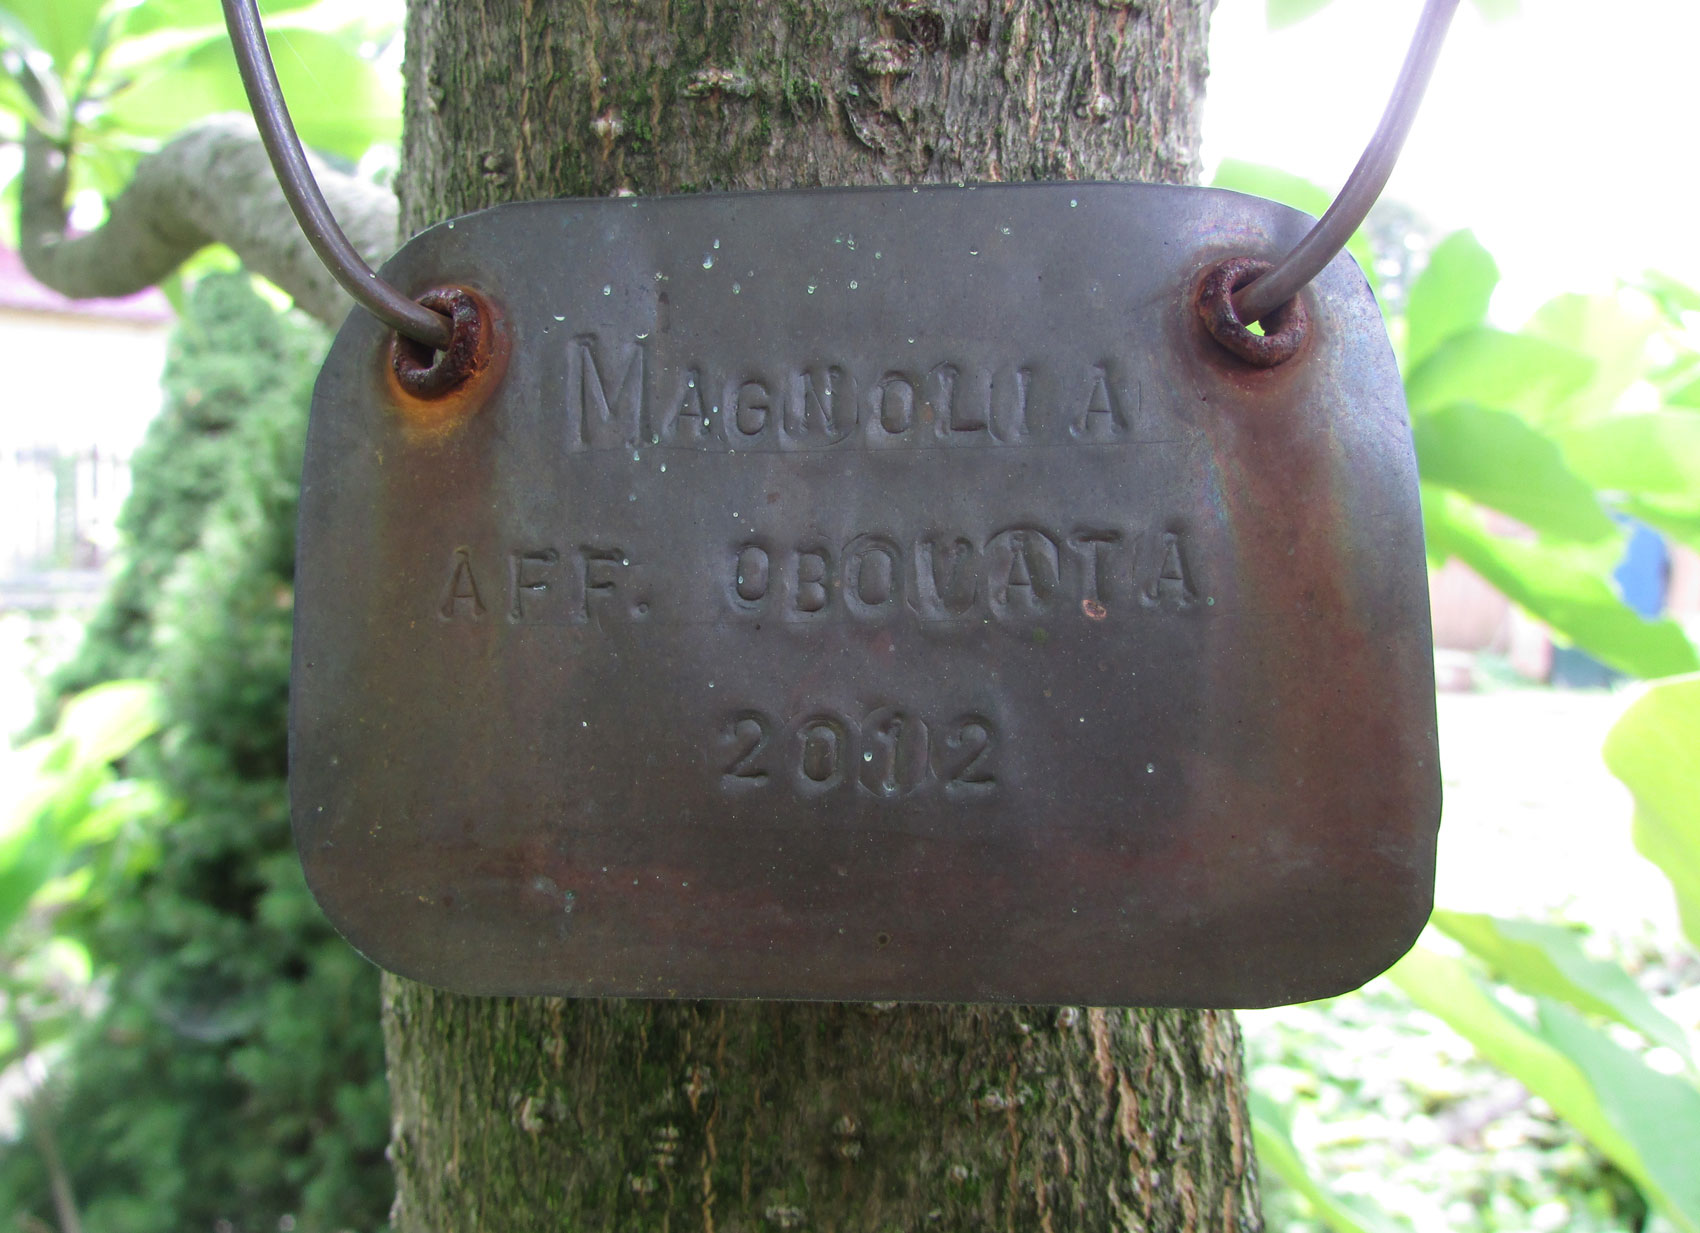 MAGNOLIA
AFF. OBOVATA
2012